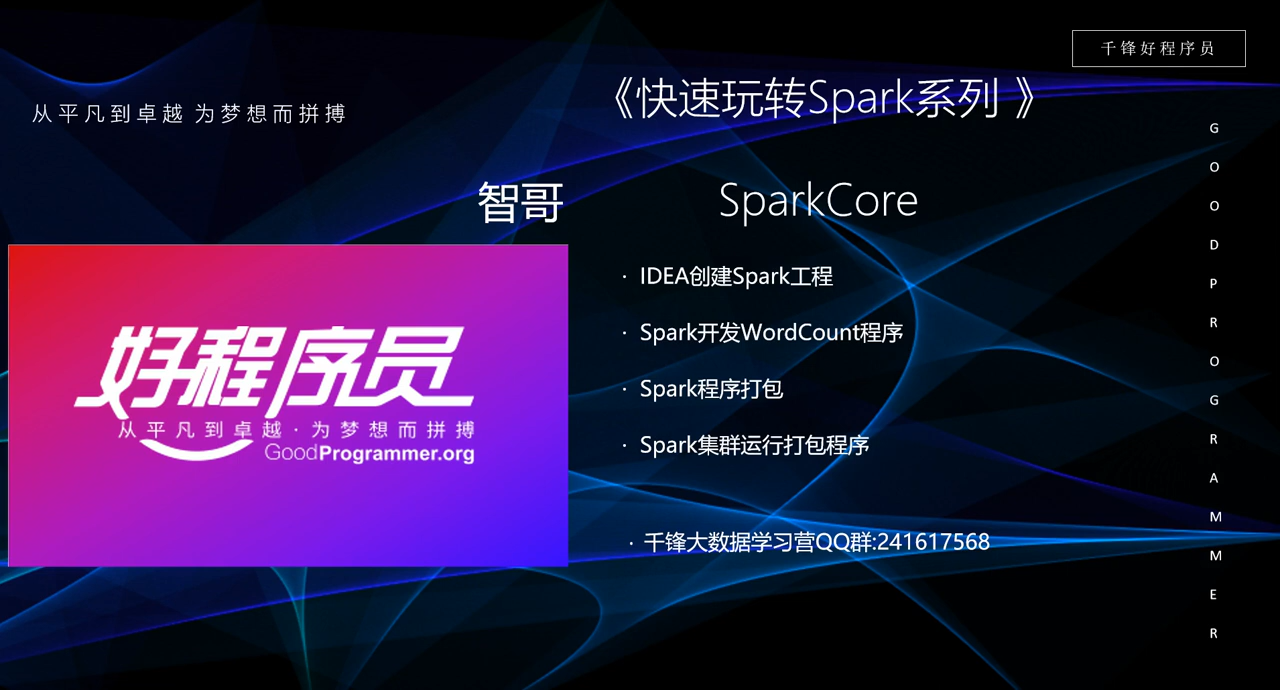 千锋好程序员
从平凡到卓越 为梦想而拼搏
《快速玩转Spark系列 》
智哥
SparkCore
· IDEA创建Spark工程
· Spark开发WordCount程序
· Spark程序打包
· Spark集群运行打包程序
· 千锋大数据学习营QQ群:241617568
好程序员
从平凡到卓越·为梦想而拼搏
GoodProgrammer.org
GOODPROGRAMMER